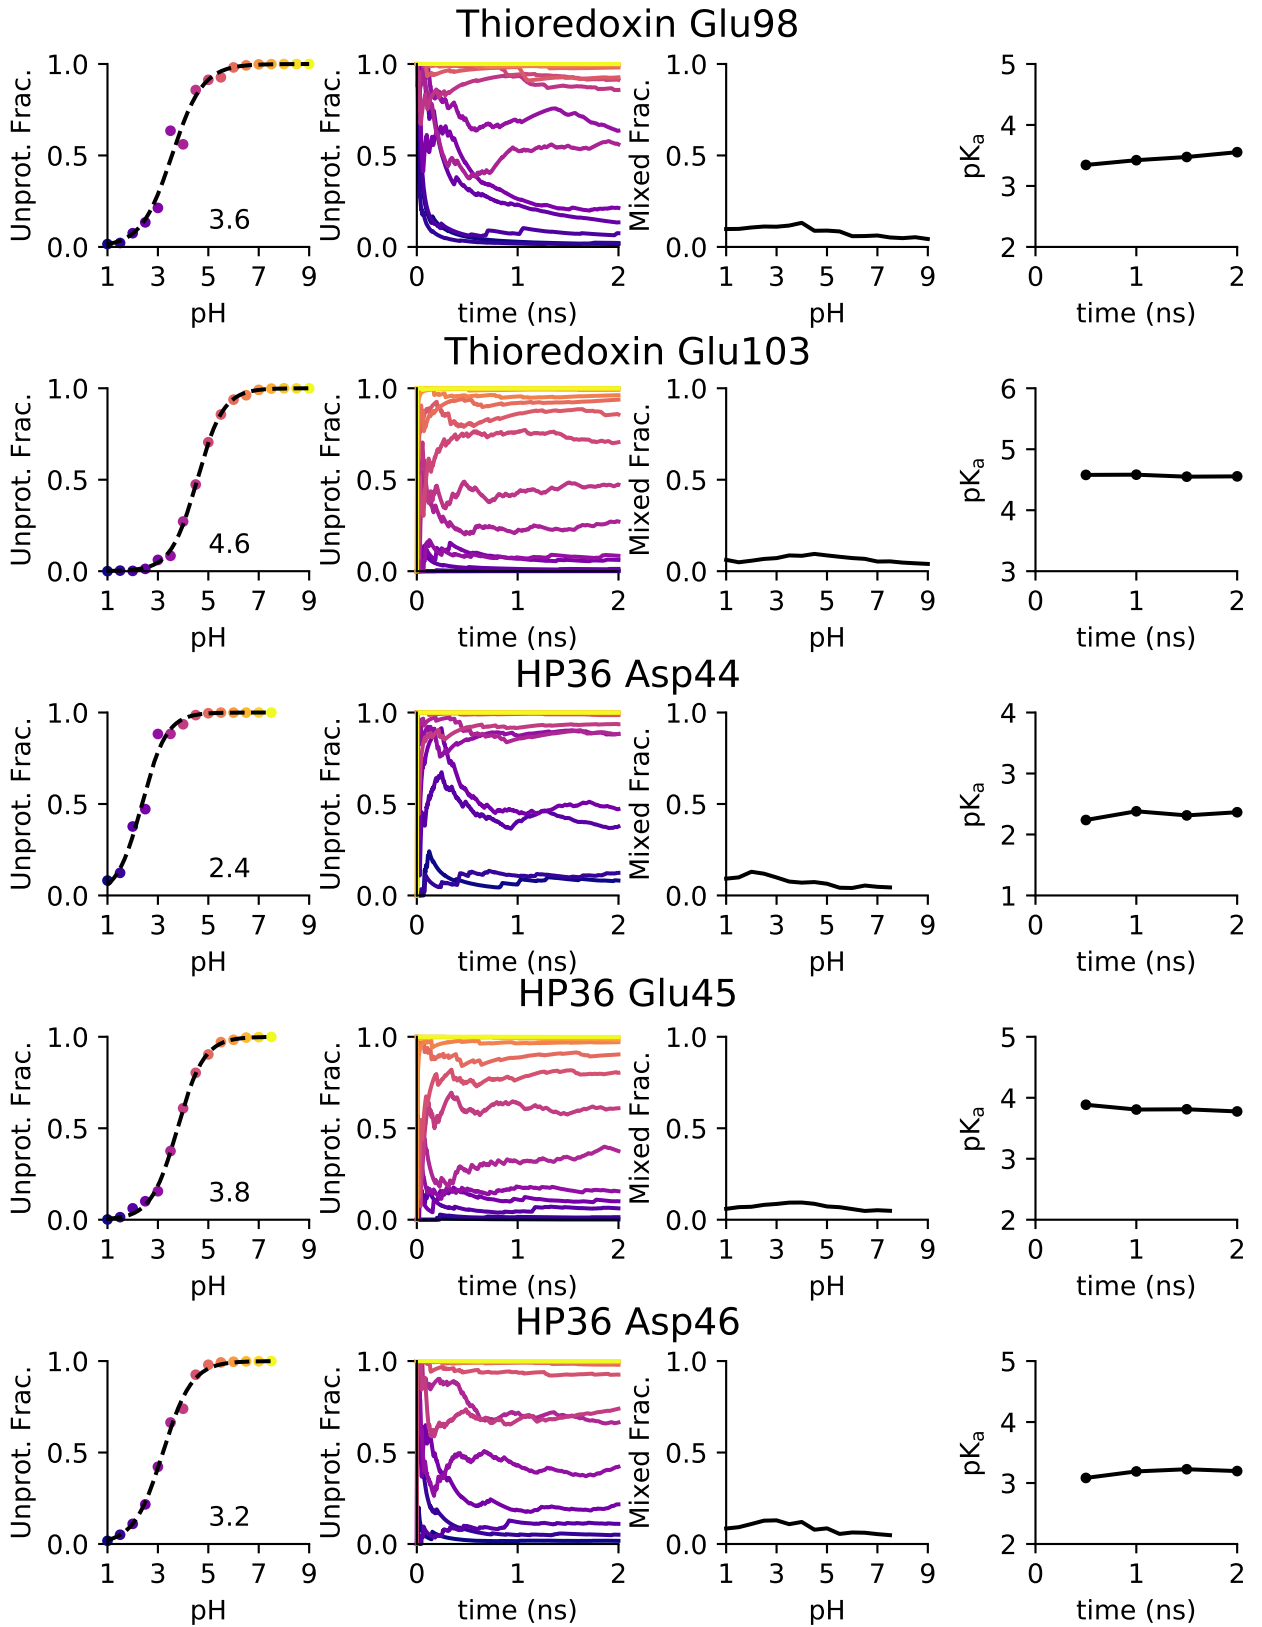 Thioredoxin Glu98
Unprot. Frac. 1.0 0.5 0.0 3.6 1 3 5 7 9 pH
Unprot. Frac. 1.0 0.5 0.0 0 1 2 time (ns)
Mixed Frac. 1.0 0.5 0.0 1 3 5 7 9 pH
pKa 5 4 3 2 0 1 2 time (ns)
Thioredoxin Glu103
Unprot. Frac. 1.0 0.5 0.0 4.6 1 3 5 7 9 pH
Unprot. Frac. 1.0 0.5 0.0 0 1 2 time (ns)
Mixed Frac. 1.0 0.5 0.0 1 3 5 7 9 pH
pKa 6 5 4 3 0 1 2 time (ns)
HP36 Asp44
Unprot. Frac. 1.0 0.5 0.0 2.4 1 3 5 7 9 pH
Unprot. Frac. 1.0 0.5 0.0 0 1 2 time (ns)
Mixed Frac. 1.0 0.5 0.0 1 3 5 7 9 pH
pKa 4 3 2 1 0 1 2 time (ns)
HP36 Glu45
Unprot. Frac. 1.0 0.5 0.0 3.8 1 3 5 7 9 pH
Unprot. Frac. 1.0 0.5 0.0 0 1 2 time (ns)
Mixed Frac. 1.0 0.5 0.0 1 3 5 7 9 pH
pKa 5 4 3 2 0 1 2 time (ns)
HP36 Asp46
Unprot. Frac. 1.0 0.5 0.0 3.2 1 3 5 7 9 pH
Unprot. Frac. 1.0 0.5 0.0 0 1 2 time (ns)
Mixed Frac. 1.0 0.5 0.0 1 3 5 7 9 pH
pKa 5 4 3 2 0 1 2 time (ns)